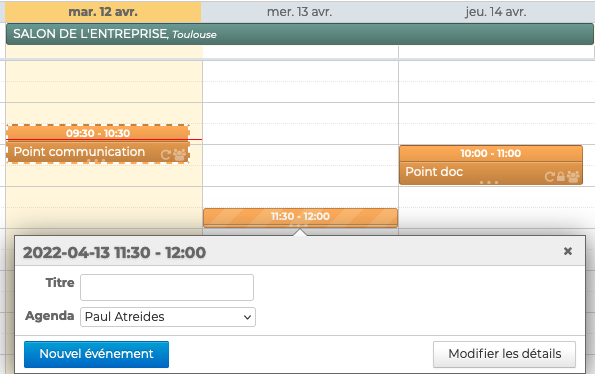 mar. 12 avr. mer. 13 avr. jeu. 14 avr.
SALON DE L'ENTREPRISE, Toulouse
09:30 - 10:30
Point communication
10:00 - 11:00
Point doc
11:30 - 12:00
2022-04-13 11:30 - 12:00 ×
Titre
Agenda Paul Atreides
Nouvel événement Modifier les détails